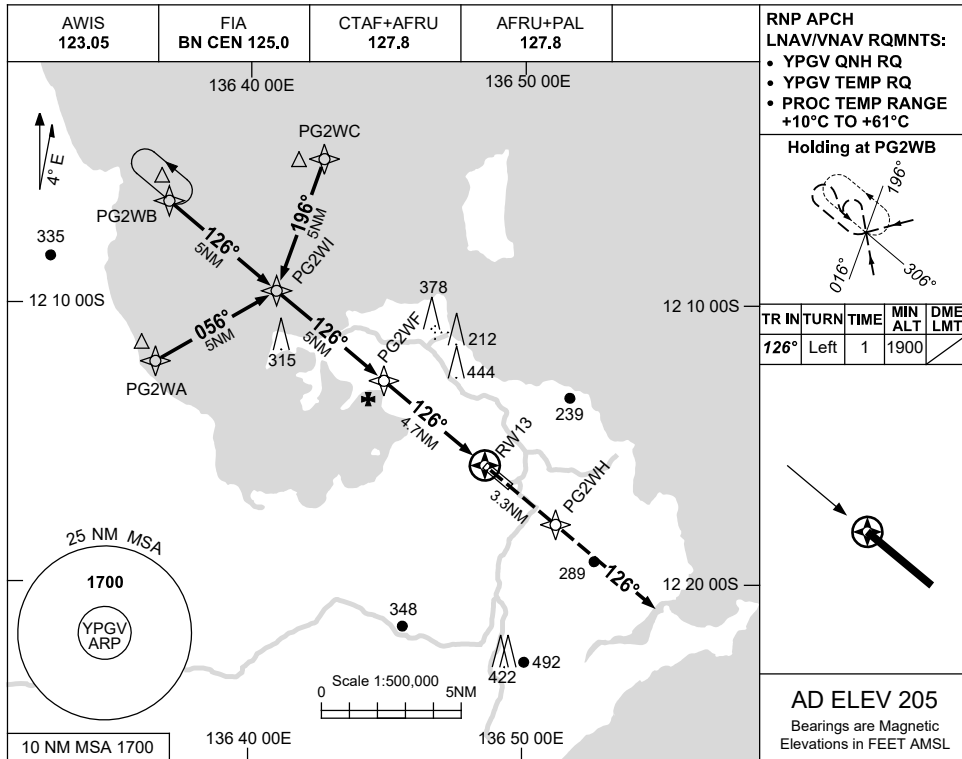 AWIS
123.05
FIA
BN CEN 125.0
CTAF+AFRU
127.8
AFRU+PAL
127.8
RNP APCH
LNAV/VNAV RQMNTS:
• YPGV QNH RQ
• YPGV TEMP RQ
• PROC TEMP RANGE
+10°C TO +61°C
136 40 00E
136 50 00E
4° E
PG2WC
PG2WB
196°
5NM
126°
5NM
PG2WI
335
12 10 00S
12 10 00S
056°
5NM
PG2WA
315
126°
5NM
PG2WF
378
212
444
239
126°
4.7NM
RW13
3.3NM
PG2WH
289
126°
12 20 00S
348
422
492
25 NM MSA
1700
YPGV
ARP
Scale 1:500,000
0
5NM
136 40 00E
136 50 00E
10 NM MSA 1700
Holding at PG2WB
196°
016°
306°
TR IN
TURN
TIME
MIN
ALT
DME
LMT
126°
Left
1
1900
AD ELEV 205
Bearings are Magnetic
Elevations in FEET AMSL